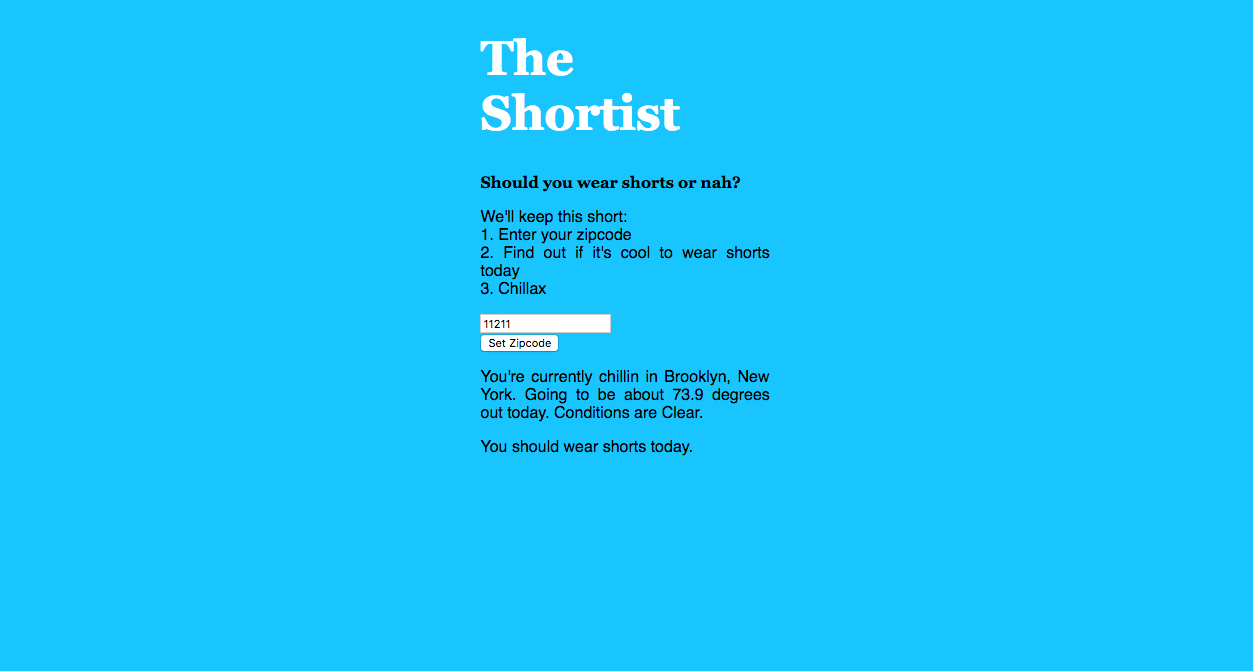 The
Shortist
Should you wear shorts or nah?
We'll keep this short:
1. Enter your zipcode
2. Find out if it's cool to wear shorts
today
3. Chillax
11211
Set Zipcode
You're currently chillin in Brooklyn, New
York. Going to be about 73.9 degrees
out today. Conditions are Clear.
You should wear shorts today.